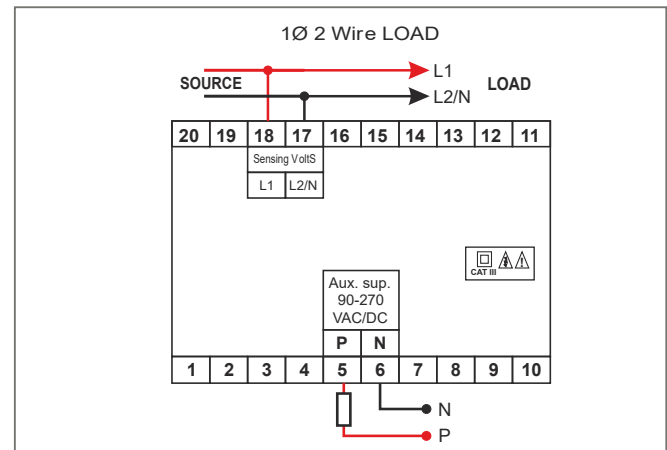 1Ø 2 Wire LOAD
L1
SOURCE LOAD
L2/N
20 19 18 17 16 15 14 13 12 11
Sensing VoltS
L1 L2/N
CAT III
Aux. sup.
90-270
VAC/DC
P N
1 2 3 4 5 6 7 8 9 10
N
P